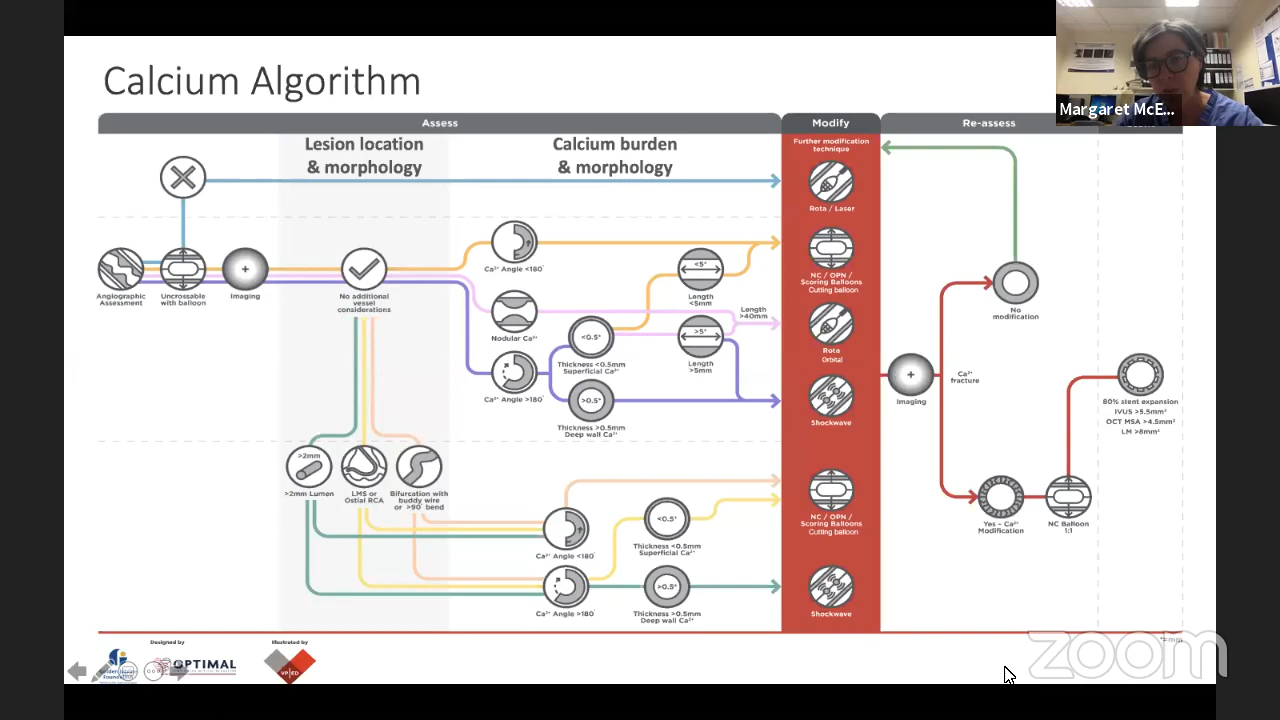 Calcium Algorithm
Margaret McE...
Assess
Modify
Re-assess
Lesion location
& morphology
Calcium burden
& morphology
Further modification
technique
Rota / Laser
Angiographic
Assessment
Uncrossable
with balloon
+
Imaging
No additional
vessel
considerations
Ca²⁺ Angle <180°
Nodular Ca²⁺
Ca²⁺ Angle >180°
<0.5*
Thickness <0.5mm
Superficial Ca²⁺
>0.5*
Thickness >0.5mm
Deep wall Ca²⁺
<5*
Length
<5mm
>5*
Length
>5mm
Length
>40mm
NC / OPN /
Scoring Balloons
Cutting balloon
Rota
Orbital
Shockwave
+
Imaging
Ca²⁺
fracture
No
modification
Yes – Ca²⁺
Modification
NC Balloon
1:1
80% stent expansion
IVUS >5.5mm²
OCT MSA >4.5mm²
LM >8mm²
>2mm
>2mm Lumen
LMS or
Ostial RCA
Bifurcation with
buddy wire
or >90° bend
Ca²⁺ Angle <180°
Ca²⁺ Angle >180°
<0.5*
Thickness <0.5mm
Superficial Ca²⁺
>0.5*
Thickness >0.5mm
Deep wall Ca²⁺
NC / OPN /
Scoring Balloons
Cutting balloon
Shockwave
*=mm
Designed by
OPTIMAL
Illustrated by
zoom